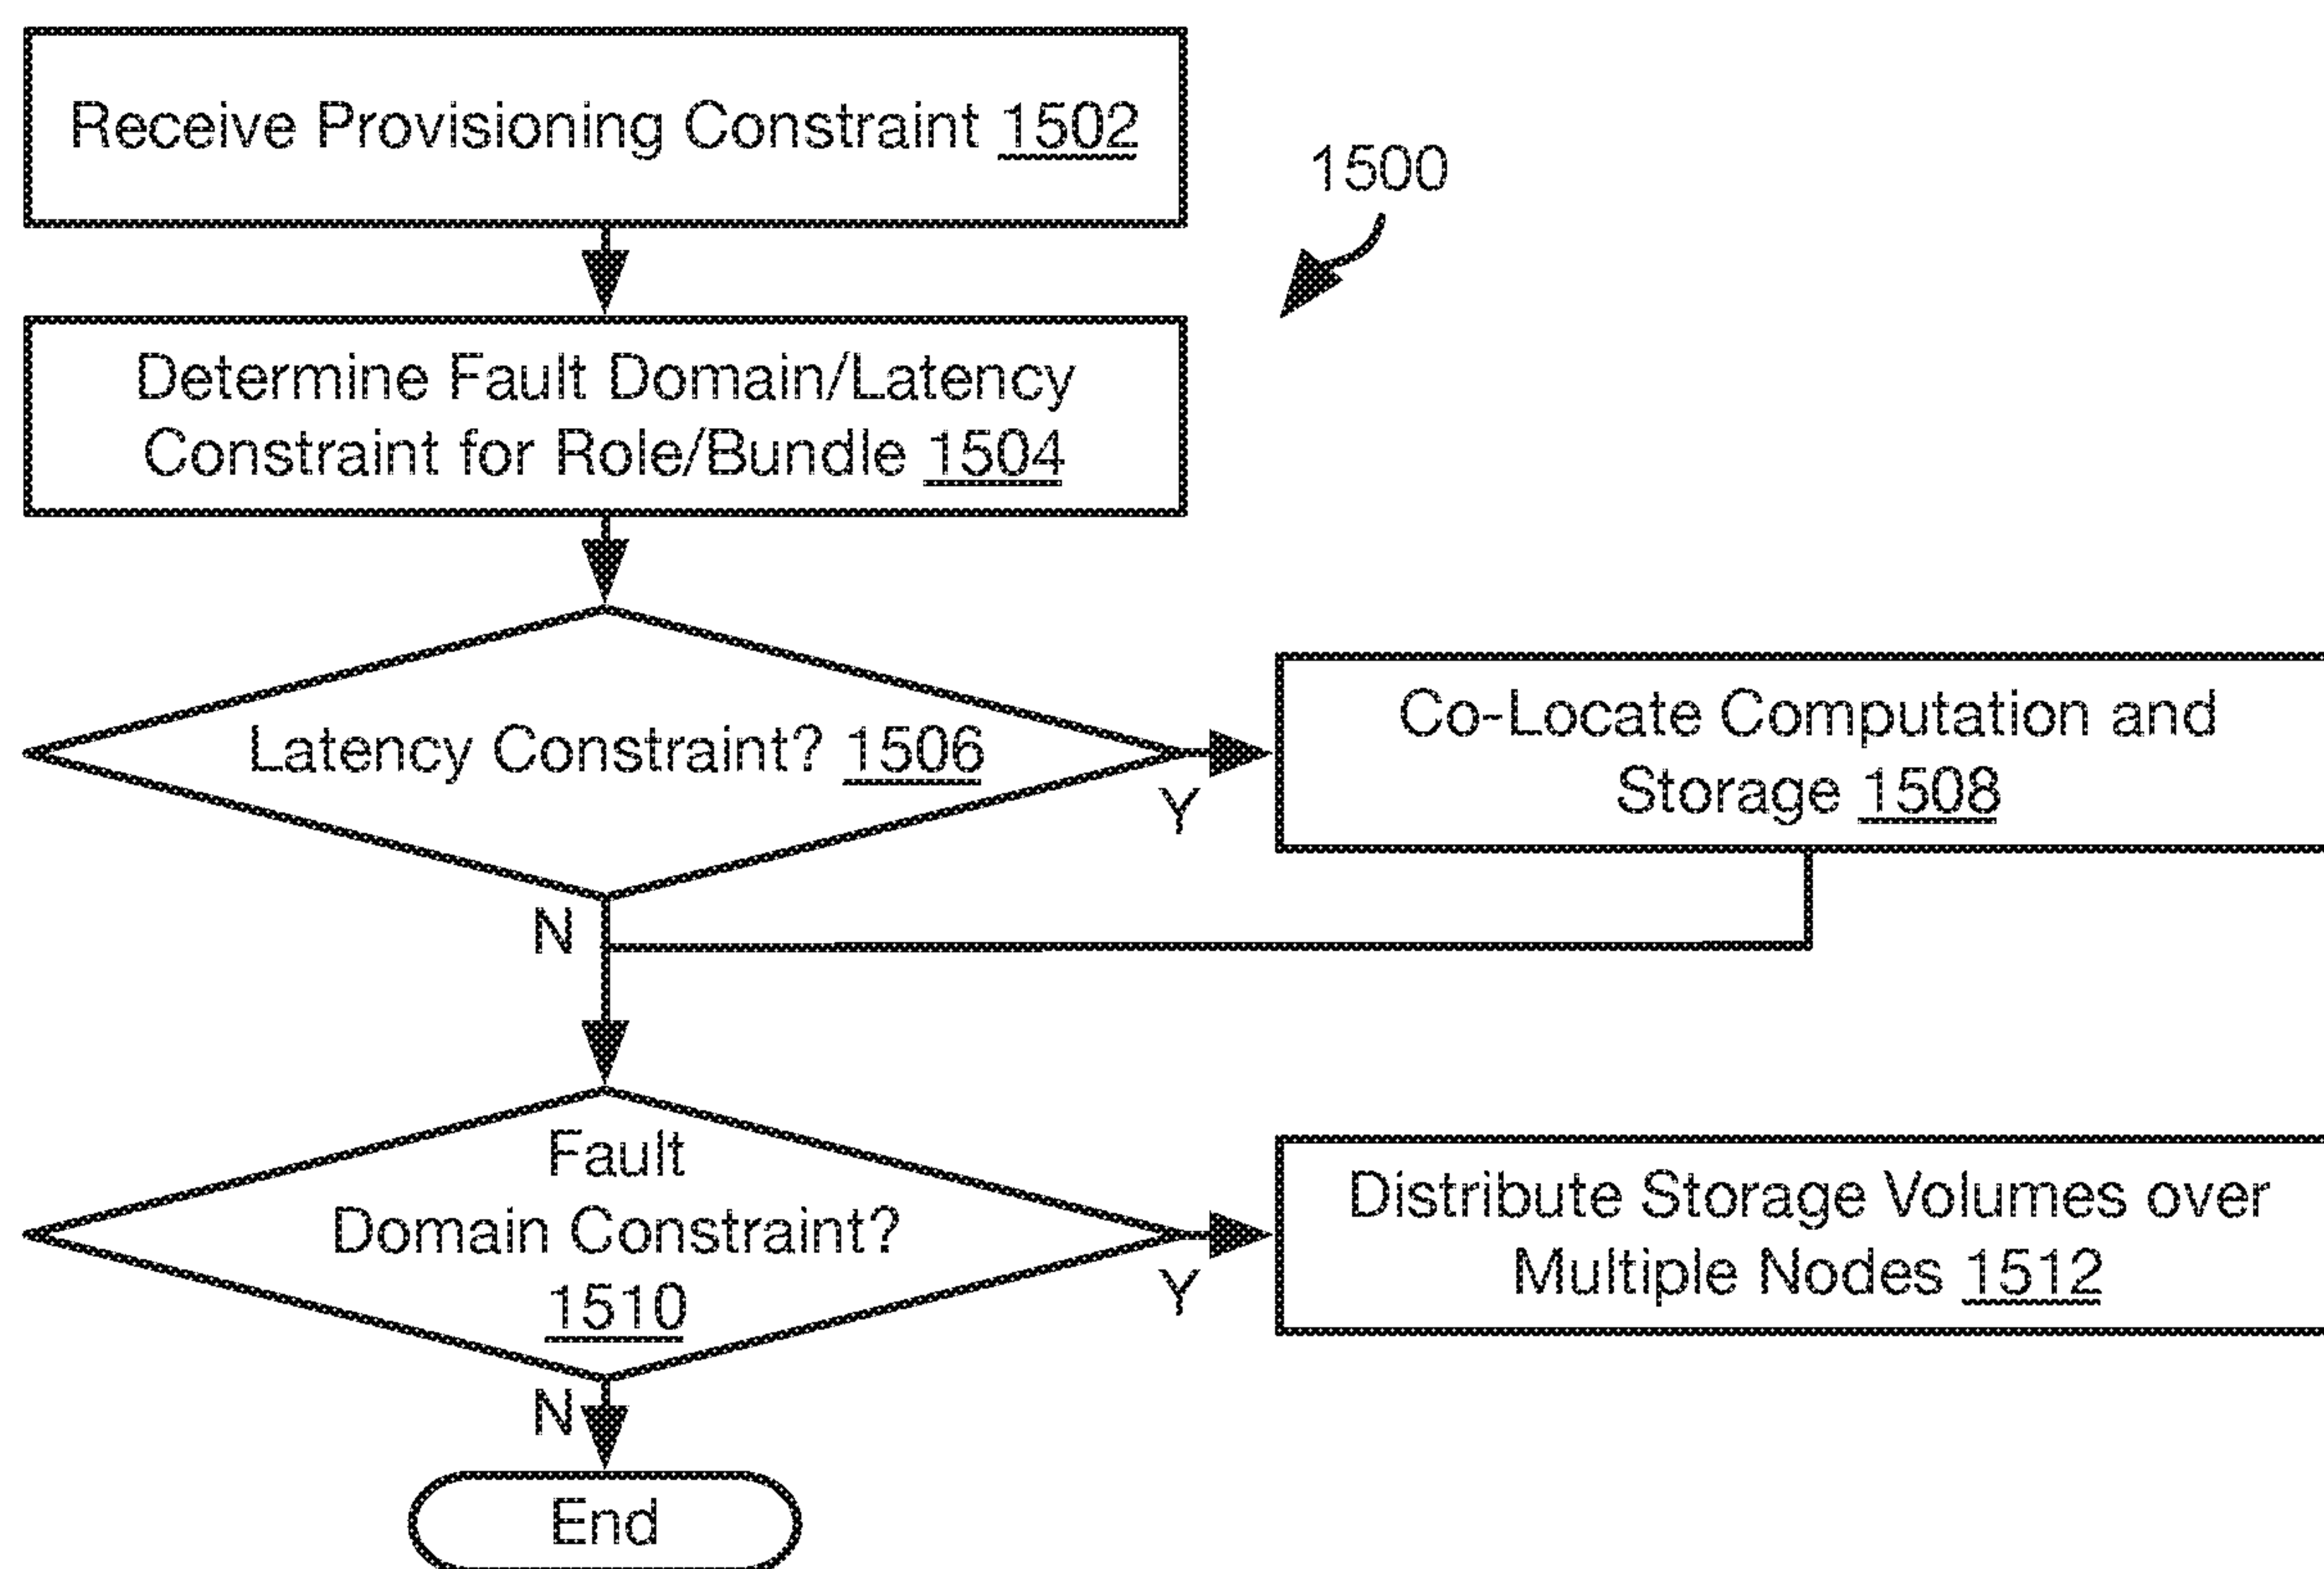 Receive Provisioning Constraint 1502
1500
Determine Fault Domain/Latency
Constraint for Role/Bundle 1504
Latency Constraint? 1506
Y
Co-Locate Computation and
Storage 1508
N
Fault
Domain Constraint?
1510
Y
Distribute Storage Volumes over
Multiple Nodes 1512
N
End